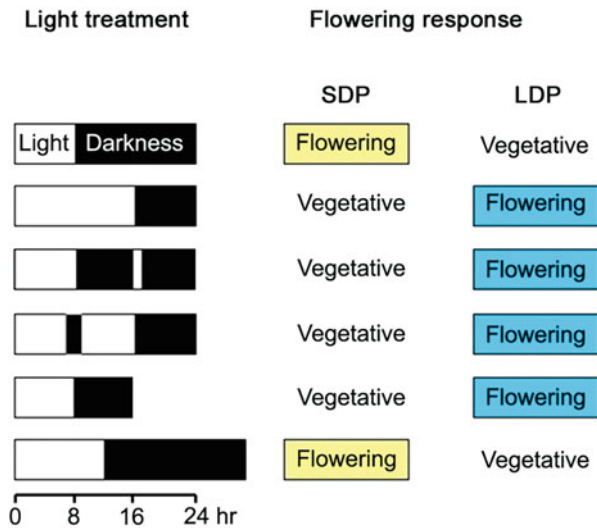 Light treatment Flowering response
SDP LDP
Light Darkness Flowering Vegetative
Vegetative Flowering
Vegetative Flowering
Vegetative Flowering
Vegetative Flowering
Flowering Vegetative
0 8 16 24 hr